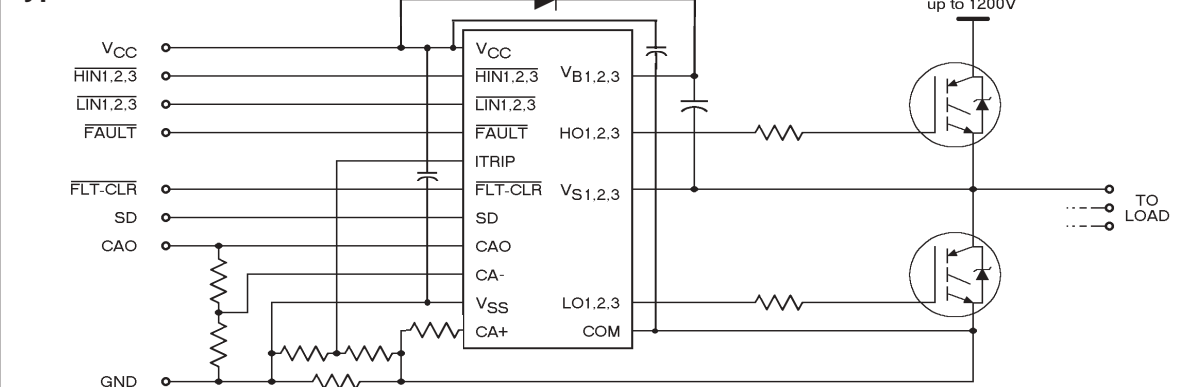 up to 1200V
VCC
HIN1,2,3
LIN1,2,3
FAULT
FLT-CLR
SD
CAO
GND
VCC
HIN1,2,3
LIN1,2,3
FAULT
ITRIP
FLT-CLR
SD
CAO
CA-
VSS
CA+
VB1,2,3
HO1,2,3
VS1,2,3
LO1,2,3
COM
TO
LOAD